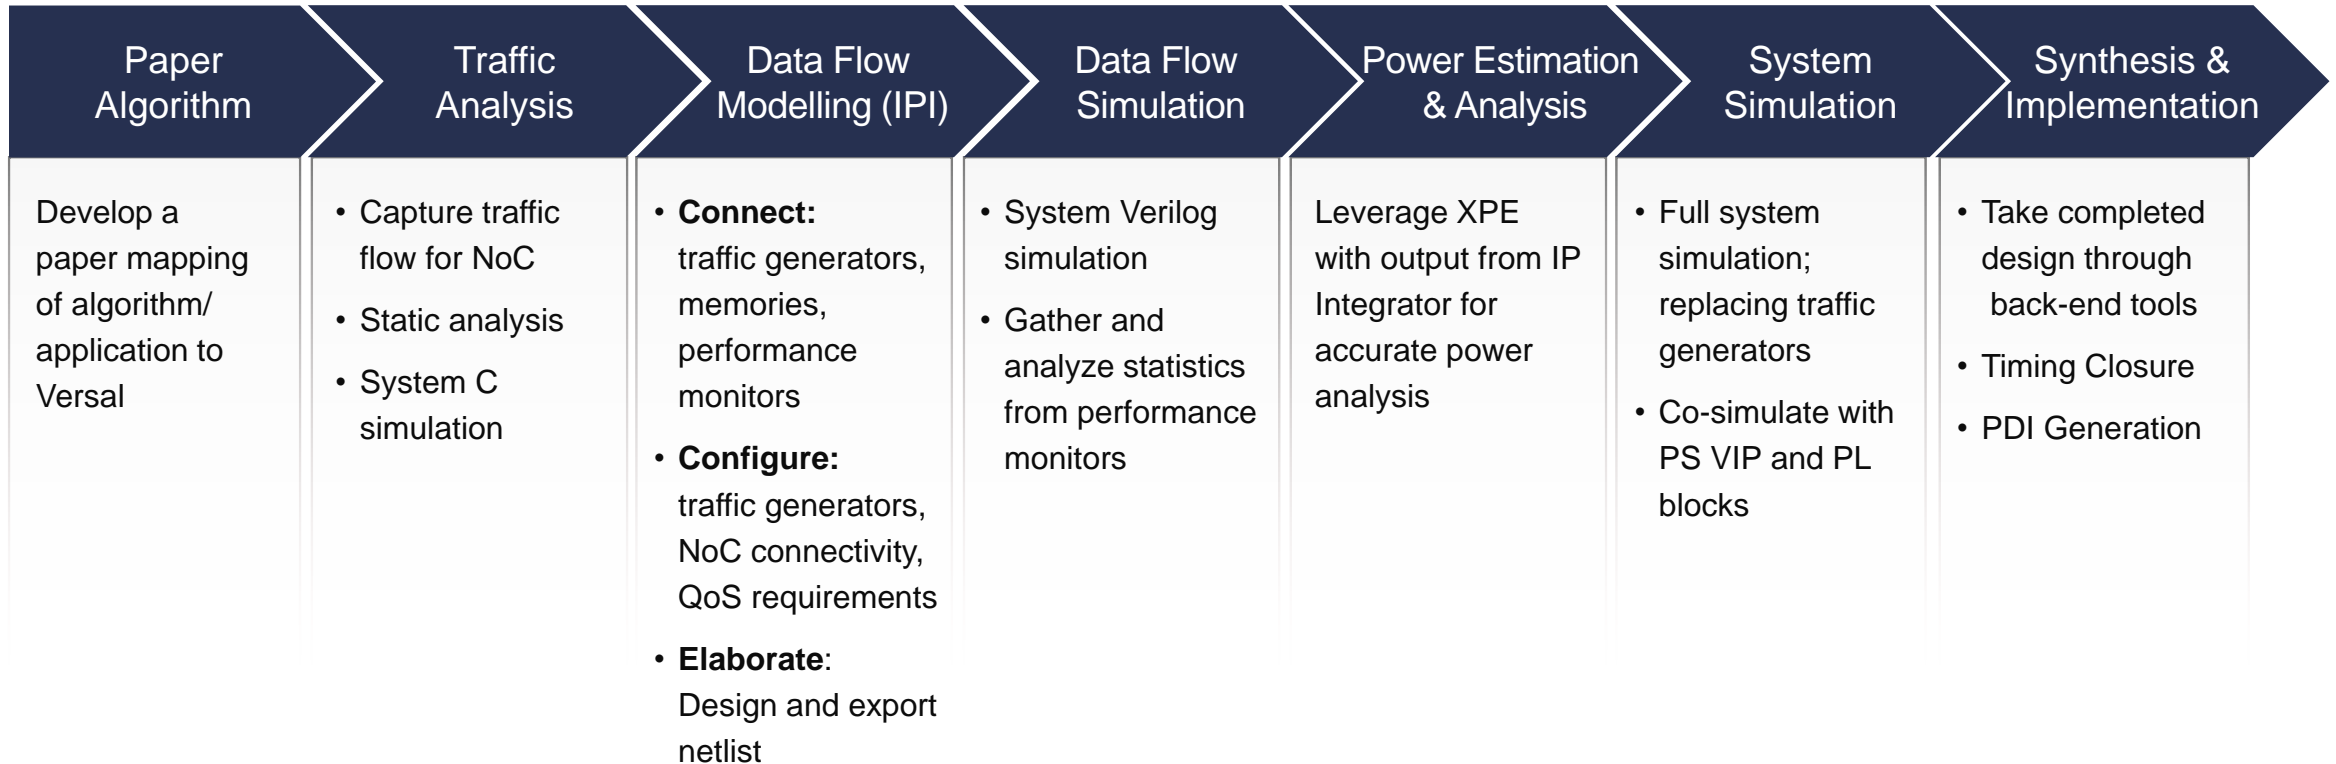 Paper
Algorithm
Traffic
Analysis
Data Flow
Modelling (IPI)
Data Flow
Simulation
Power Estimation
& Analysis
System
Simulation
Synthesis &
Implementation
Develop a
paper mapping
of algorithm/
application to
Versal
• Capture traffic
flow for NoC
• Static analysis
• System C
simulation
• Connect:
traffic generators,
memories,
performance
monitors
• Configure:
traffic generators,
NoC connectivity,
QoS requirements
• Elaborate:
Design and export
netlist
• System Verilog
simulation
• Gather and
analyze statistics
from performance
monitors
Leverage XPE
with output from IP
Integrator for
accurate power
analysis
• Full system
simulation;
replacing traffic
generators
• Co-simulate with
PS VIP and PL
blocks
• Take completed
design through
back-end tools
• Timing Closure
• PDI Generation